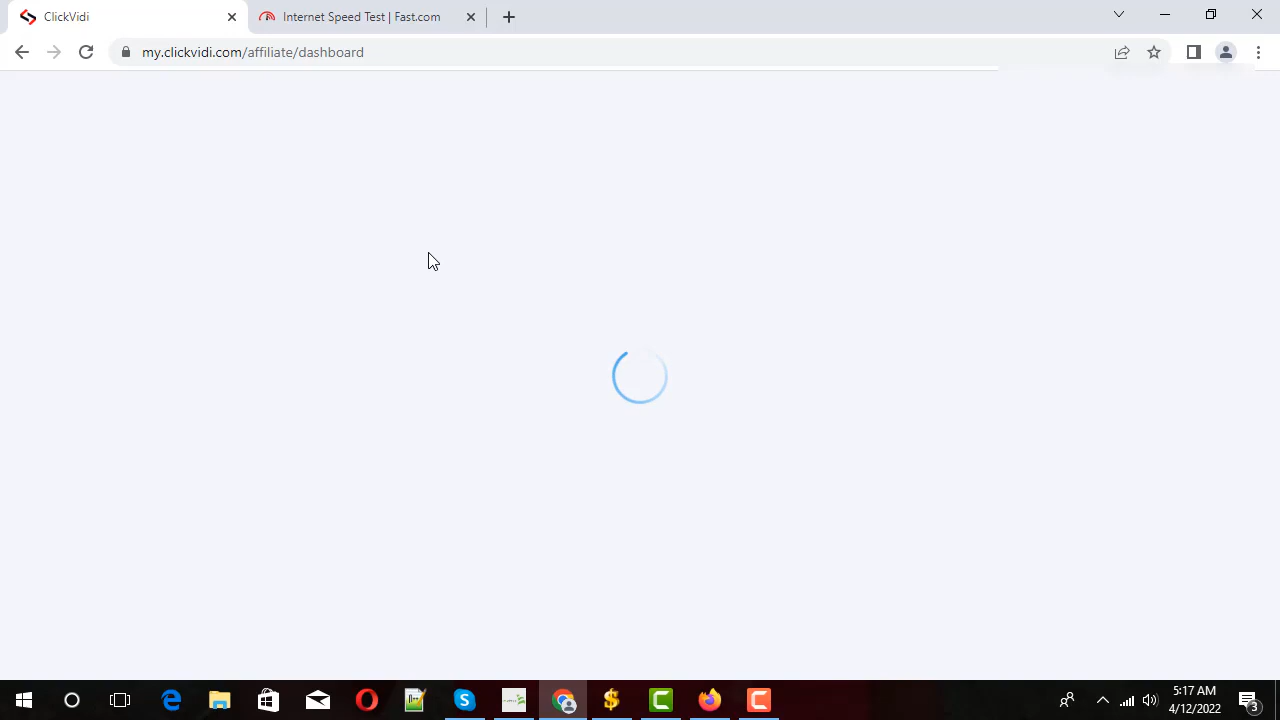 ClickVidi
Internet Speed Test | Fast.com
my.clickvidi.com/affiliate/dashboard
5:17 AM
4/12/2022
3